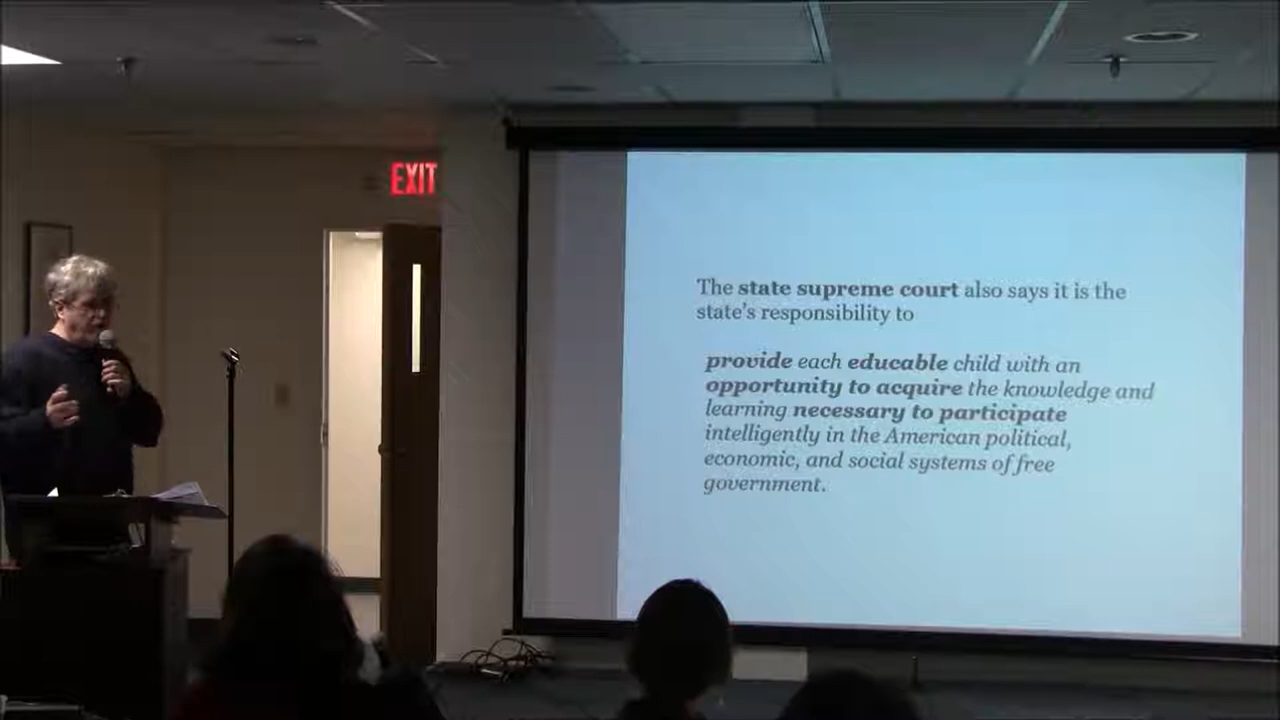 EXIT
The state supreme court also says it is the
state's responsibility to
provide each educable child with an
opportunity to acquire the knowledge and
learning necessary to participate
intelligently in the American political,
economic, and social systems of free
government.